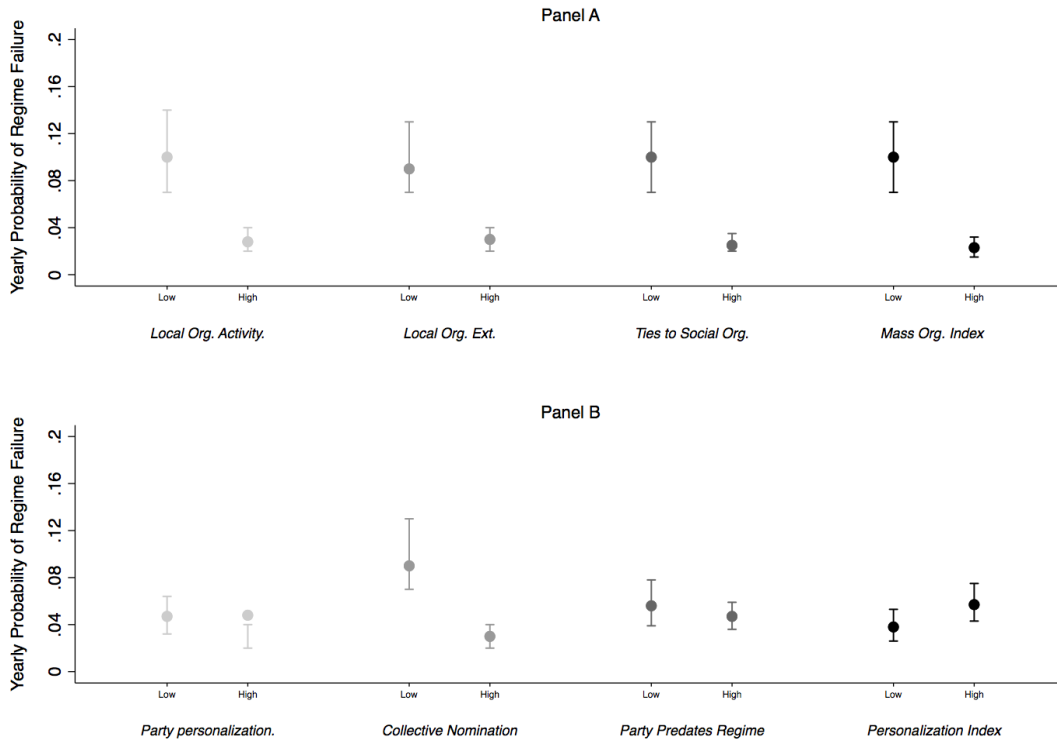 Panel A
Yearly Probability of Regime Failure
.2
.16
.12
.08
.04
0
Low High Low High Low High Low High
Local Org. Activity. Local Org. Ext. Ties to Social Org. Mass Org. Index
Panel B
Yearly Probability of Regime Failure
.2
.16
.12
.08
.04
0
Low High Low High Low High Low High
Party personalization. Collective Nomination Party Predates Regime Personalization Index